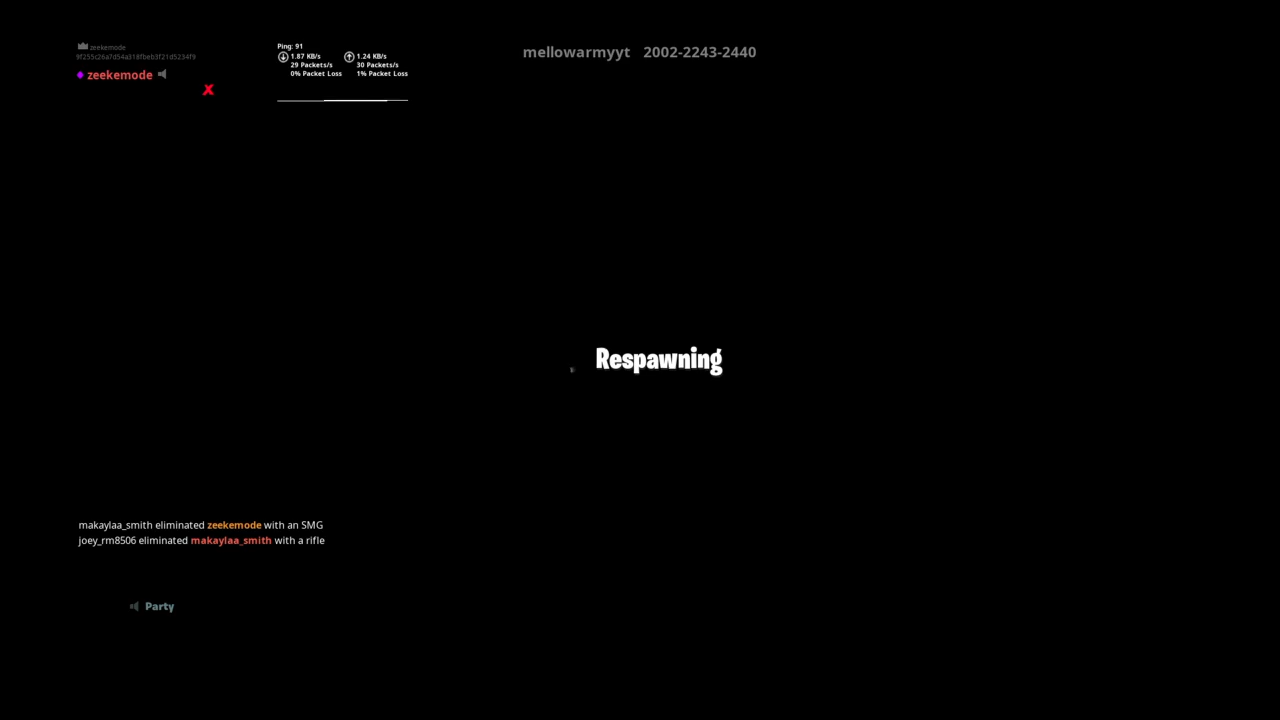 zeekemode
9f255c26a7d54a318fbeb3f21d5234f9
zeekemode
X
Ping: 91
1.87 KB/s 1.24 KB/s
29 Packets/s 30 Packets/s
0% Packet Loss 1% Packet Loss
mellowarmyyt 2002-2243-2440
Respawning
makaylaa_smith eliminated zeekemode with an SMG
joey_rm8506 eliminated makaylaa_smith with a rifle
Party